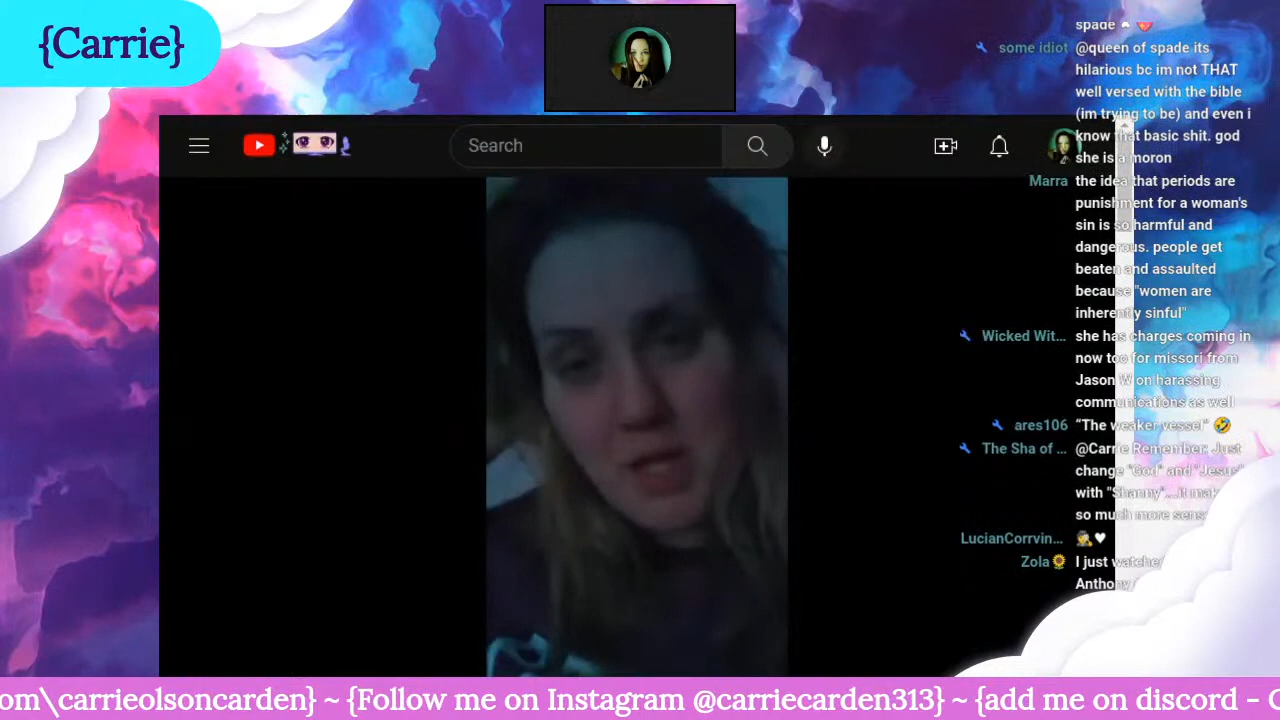 {Carrie}
Search
spade
some idiot @queen of spade its
hilarious bc im not THAT
well versed with the bible
(im trying to be) and even i
know that basic shit. god
she is a moron
Marra the idea that periods are
punishment for a woman's
sin is so harmful and
dangerous. people get
beaten and assaulted
because "women are
inherently sinful"
Wicked Wit... she has charges coming in
now too for missori from
Jason W on harassing
communications as well
ares106 "The weaker vessel" 🤣
The Sha of ... @Carrie Remember: Just
change "God" and "Jesus"
with "Shanny"...it
so much more
LucianCorrvin...
Zola🌻 I just
Anthony
om\carrieolsoncarden} ~ {Follow me on Instagram @carriecarden313} ~ {add me on discord - C